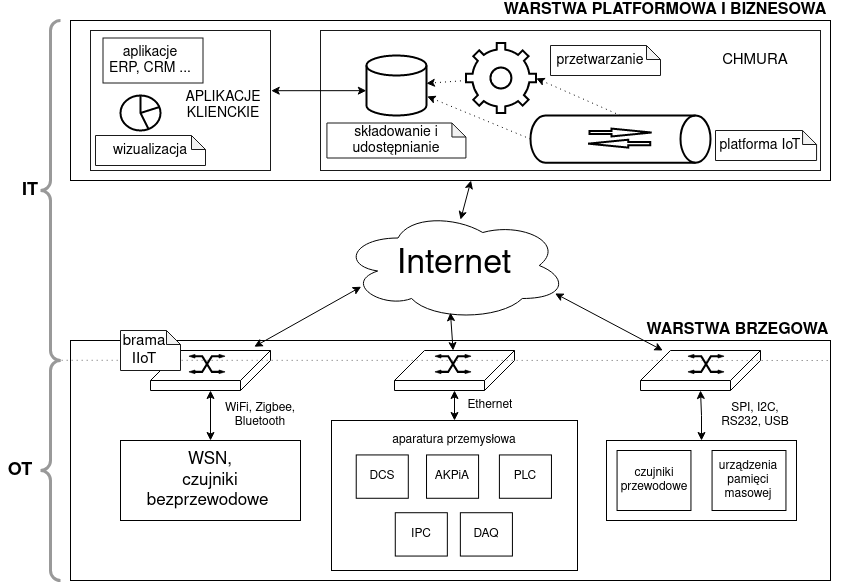 WARSTWA PLATFORMOWA I BIZNESOWA
aplikacje
ERP, CRM ...
APLIKACJE
KLIENCKIE
wizualizacja
CHMURA
przetwarzanie
składowanie i
udostępnianie
platforma IoT
IT
Internet
WARSTWA BRZEGOWA
brama
IIoT
OT
WiFi, Zigbee,
Bluetooth
Ethernet
SPI, I2C,
RS232, USB
WSN,
czujniki
bezprzewodowe
aparatura przemysłowa
DCS
AKPiA
PLC
IPC
DAQ
czujniki
przewodowe
urządzenia
pamięci
masowej